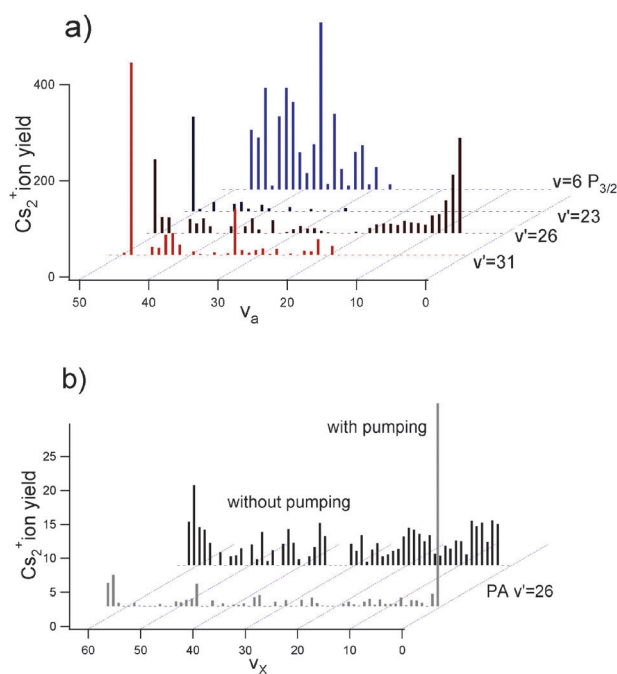 a)
400
200
0
Cs2+ion yield
v=6 P3/2
v'=23
v'=26
v'=31
50 40 30 20 10 0
va
b)
with pumping
25
without pumping
20
15
10
5
0
Cs2+ion yield
PA v'=26
60 50 40 30 20 10 0
vX